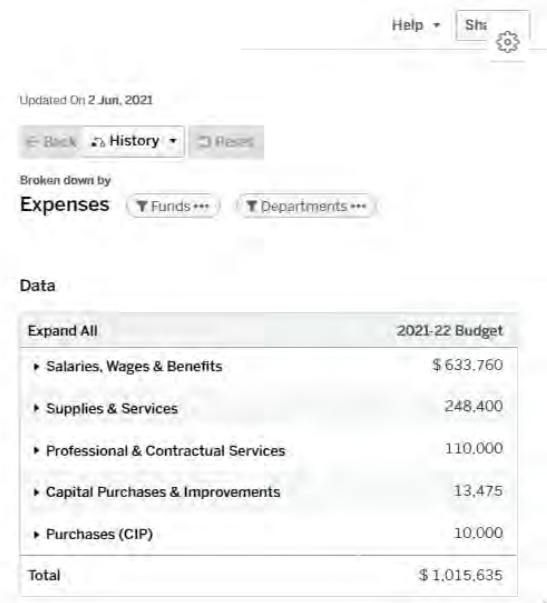 Help
Sh
Updated On 2 Jun, 2021
Back History Reset
Broken down by
Expenses Funds ••• Departments •••
Data
Expand All 2021-22 Budget
Salaries, Wages & Benefits $ 633,760
Supplies & Services 248,400
Professional & Contractual Services 110,000
Capital Purchases & Improvements 13,475
Purchases (CIP) 10,000
Total $ 1,015,635